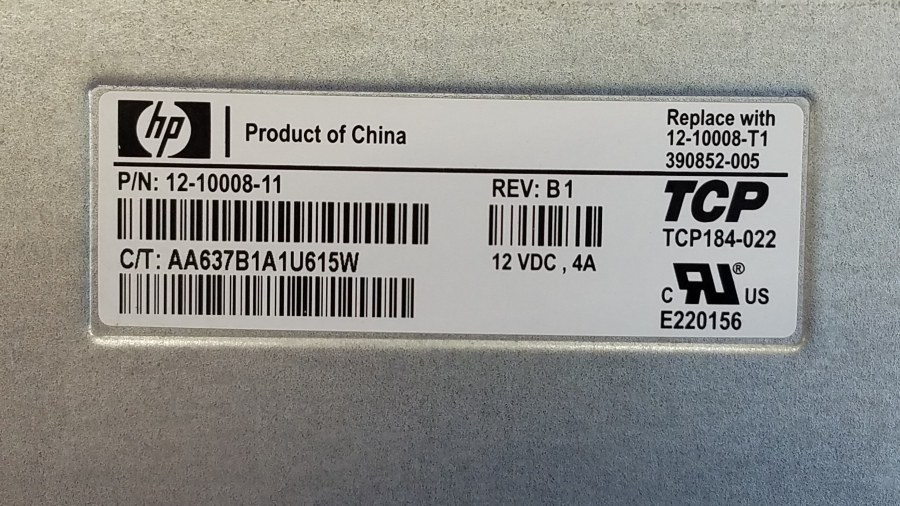 hp
Product of China
Replace with
12-10008-T1
390852-005
P/N: 12-10008-11
REV: B1
TCP
TCP184-022
C/T: AA637B1A1U615W
12 VDC , 4A
C RU® US
E220156